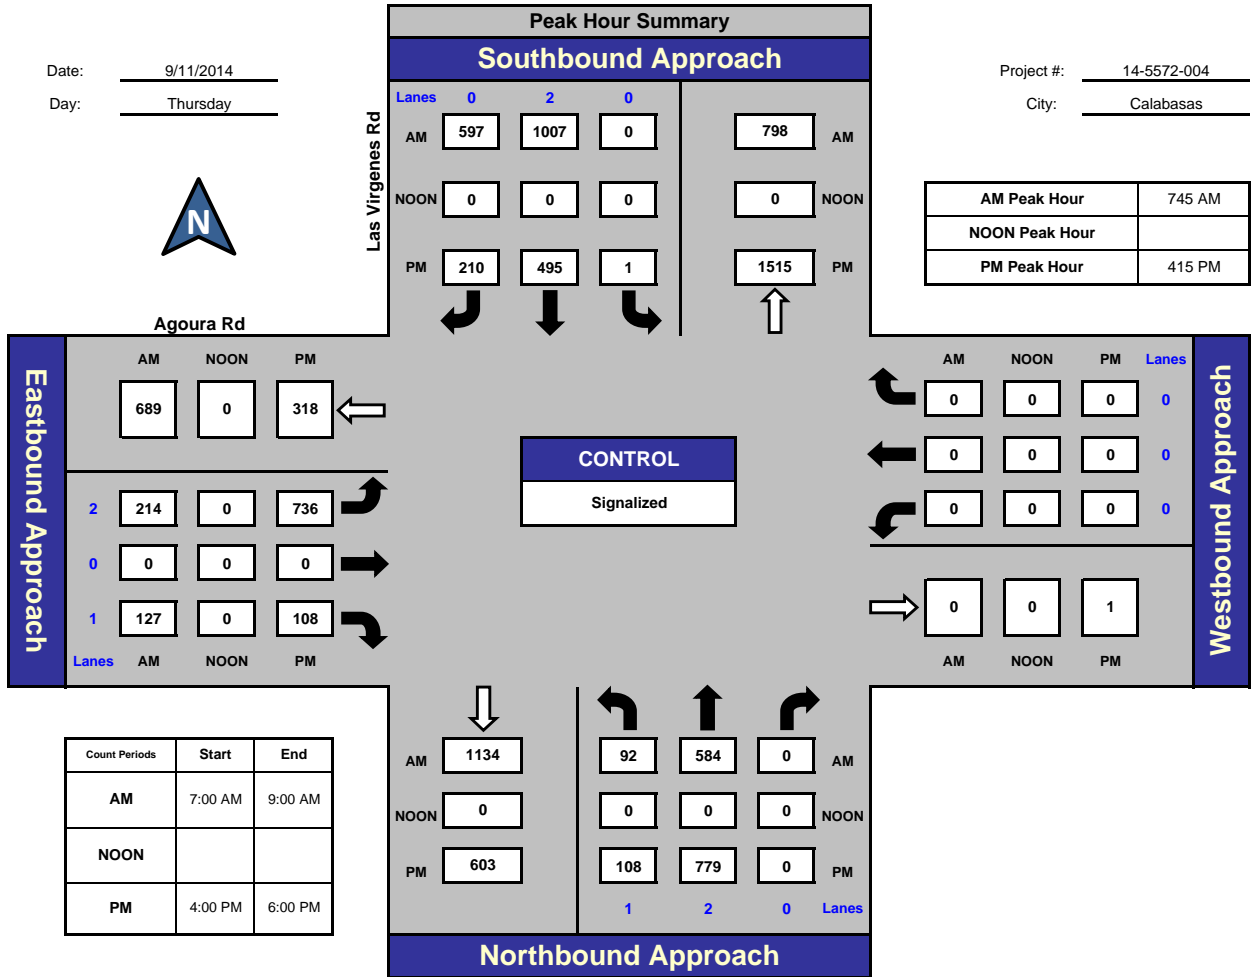 Peak Hour Summary
Southbound Approach
Date: 9/11/2014
Day: Thursday
Project #: 14-5572-004
City: Calabasas
N
Las Virgenes Rd
Lanes 0 2 0
AM 597 1007 0 798 AM
NOON 0 0 0 0 NOON
PM 210 495 1 1515 PM
AM Peak Hour 745 AM
NOON Peak Hour
PM Peak Hour 415 PM
Agoura Rd
Eastbound Approach
AM NOON PM
689 0 318
2 214 0 736
0 0 0 0
1 127 0 108
Lanes AM NOON PM
CONTROL
Signalized
Westbound Approach
AM NOON PM Lanes
0 0 0 0
0 0 0 0
0 0 0 0
0 0 1
AM NOON PM
Count Periods Start End
AM 7:00 AM 9:00 AM
NOON
PM 4:00 PM 6:00 PM
AM 1134 92 584 0 AM
NOON 0 0 0 0 NOON
PM 603 108 779 0 PM
1 2 0 Lanes
Northbound Approach